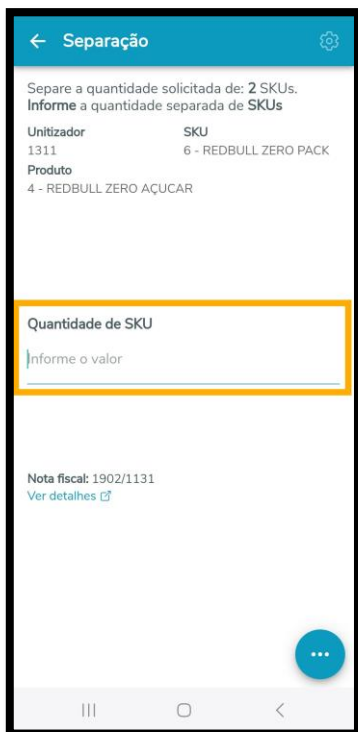 Separação
Separe a quantidade solicitada de: 2 SKUs.
Informe a quantidade separada de SKUs
Unitizador SKU
1311 6 - REDBULL ZERO PACK
Produto
4 - REDBULL ZERO AÇUCAR
Quantidade de SKU
Informe o valor
Nota fiscal: 1902/1131
Ver detalhes